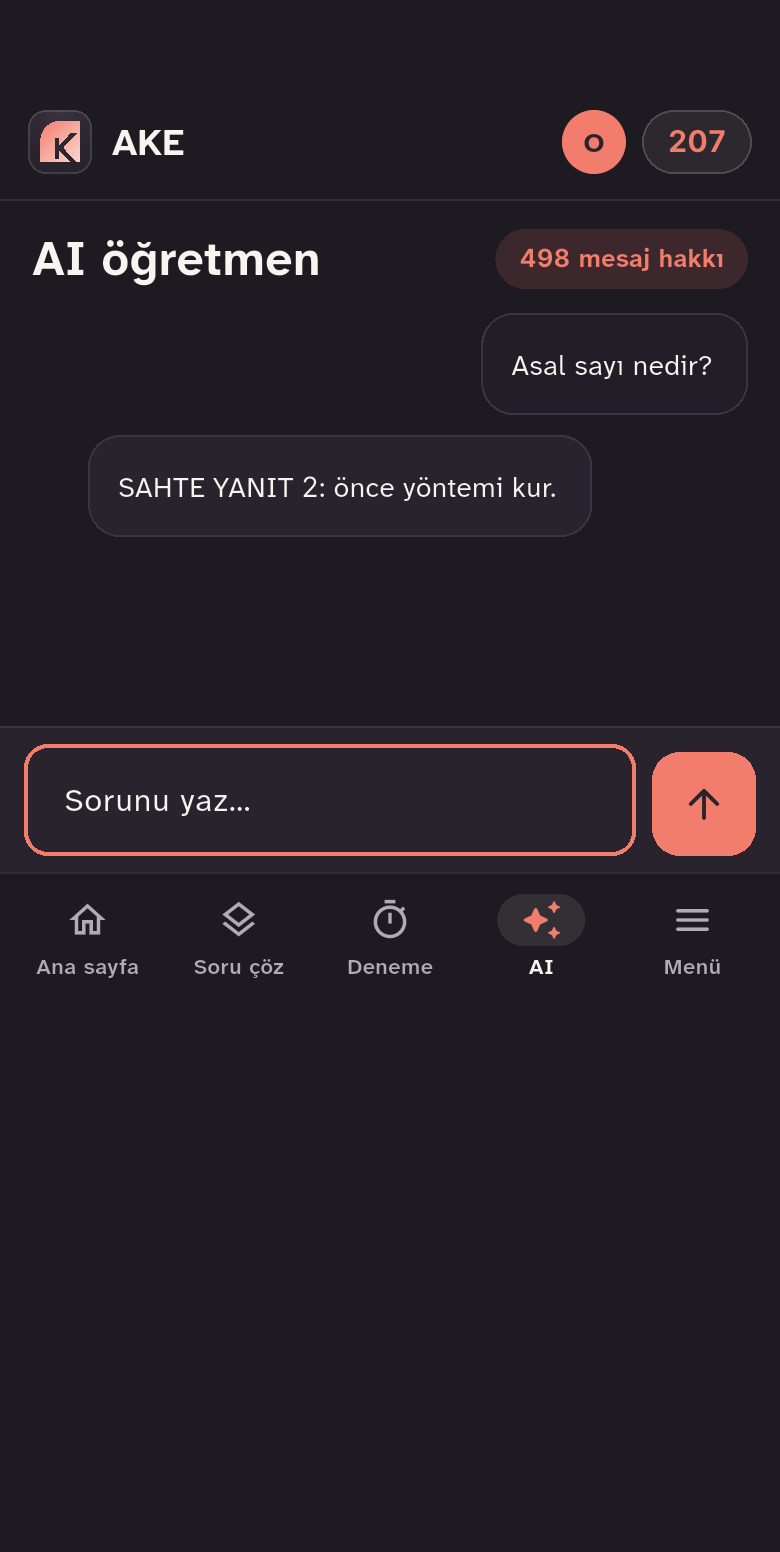 K AKE O 207
AI öğretmen 498 mesaj hakkı
Asal sayı nedir?
SAHTE YANIT 2: önce yöntemi kur.
Sorunu yaz...
Ana sayfa Soru çöz Deneme AI Menü